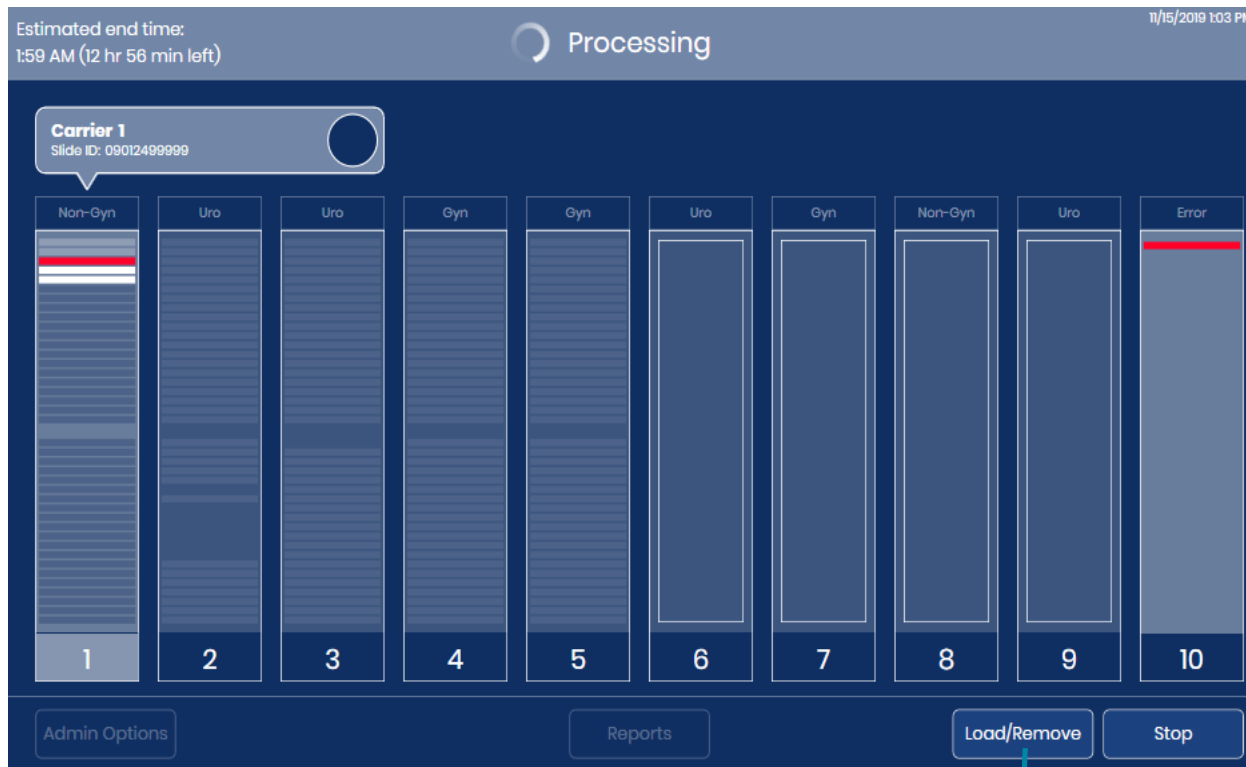 Estimated end time:
1:59 AM (12 hr 56 min left)
Processing
11/15/2019 1:03 PM
Carrier 1
Slide ID: 09012499999
Non-Gyn Uro Uro Gyn Gyn Uro Gyn Non-Gyn Uro Error
1 2 3 4 5 6 7 8 9 10
Admin Options Reports Load/Remove Stop